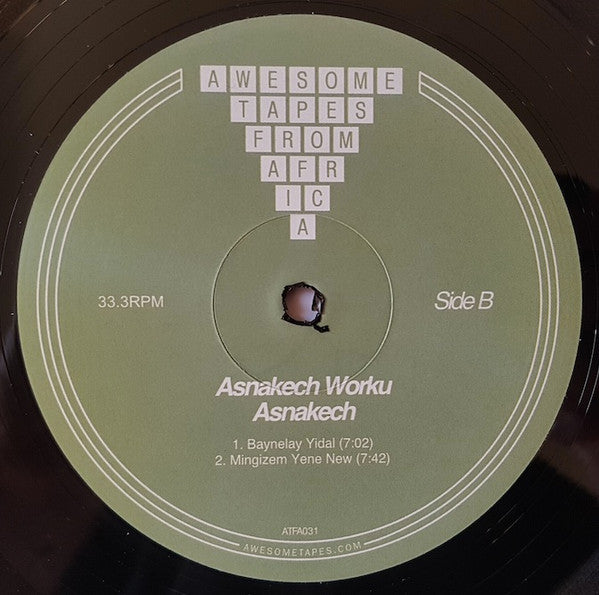 AWESOME
TAPES
FROM
AFR
IC
A
33.3RPM
Side B
Asnakech Worku
Asnakech
1. Baynelay Yidal (7:02)
2. Mingizem Yene New (7:42)
ATFA031
AWESOMETAPES.COM